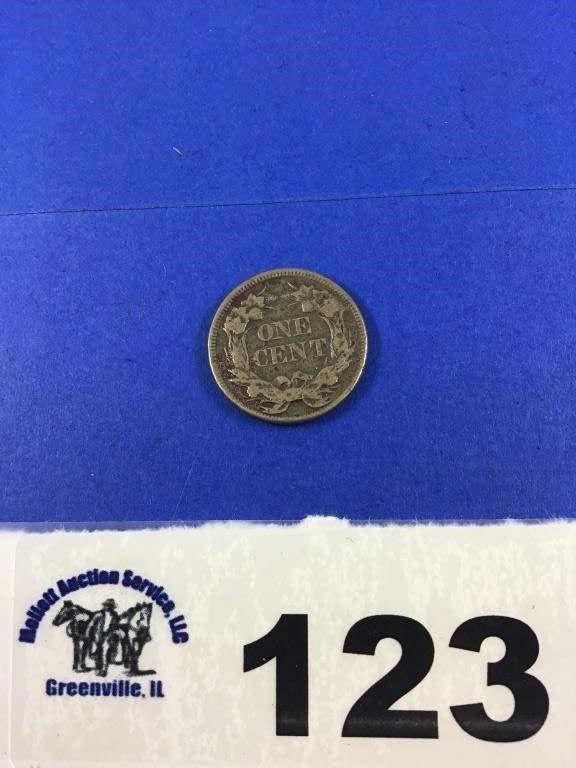 ONE
CENT
Mollett Auction Service, LLC
Greenville, IL
123